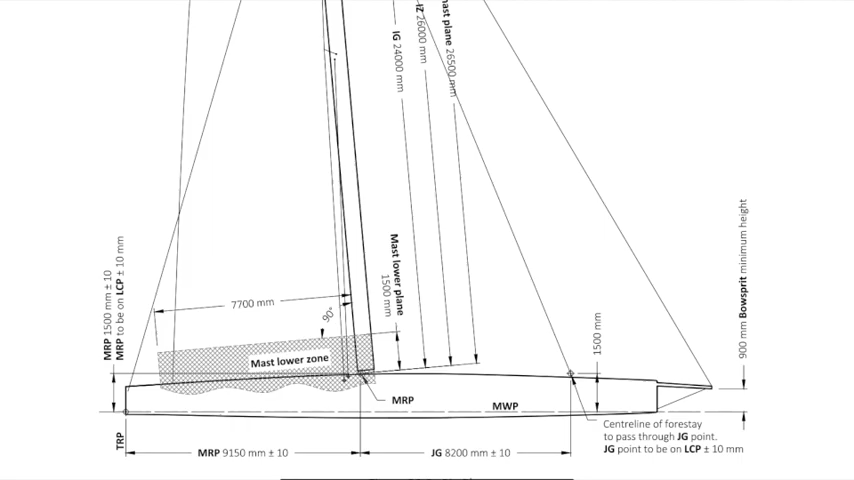 IG 24000 mm
IZ 26000 mm
mast plane 26500 mm
Mast lower plane
1500 mm
7700 mm
90°
Mast lower zone
MRP 1500 mm ± 10
MRP to be on LCP ± 10 mm
1500 mm
900 mm Bowsprit minimum height
MRP
MWP
TRP
Centreline of forestay
to pass through JG point.
JG point to be on LCP ± 10 mm
MRP 9150 mm ± 10
JG 8200 mm ± 10